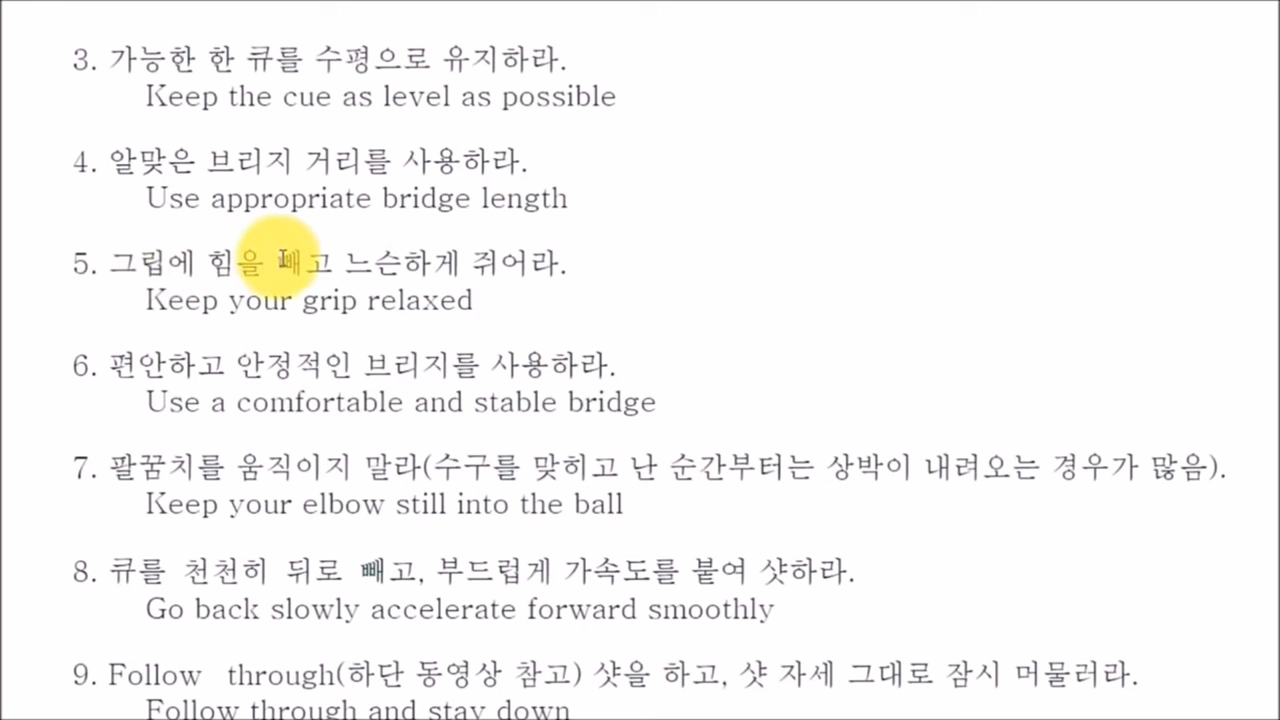 3. 가능한 한 큐를 수평으로 유지하라.
Keep the cue as level as possible
4. 알맞은 브리지 거리를 사용하라.
Use appropriate bridge length
5. 그립에 힘을 빼고 느슨하게 쥐어라.
Keep your grip relaxed
6. 편안하고 안정적인 브리지를 사용하라.
Use a comfortable and stable bridge
7. 팔꿈치를 움직이지 말라(수구를 맞히고 난 순간부터는 상박이 내려오는 경우가 많음).
Keep your elbow still into the ball
8. 큐를 천천히 뒤로 빼고, 부드럽게 가속도를 붙여 샷하라.
Go back slowly accelerate forward smoothly
9. Follow through(하단 동영상 참고) 샷을 하고, 샷 자세 그대로 잠시 머물러라.
Follow through and stay down